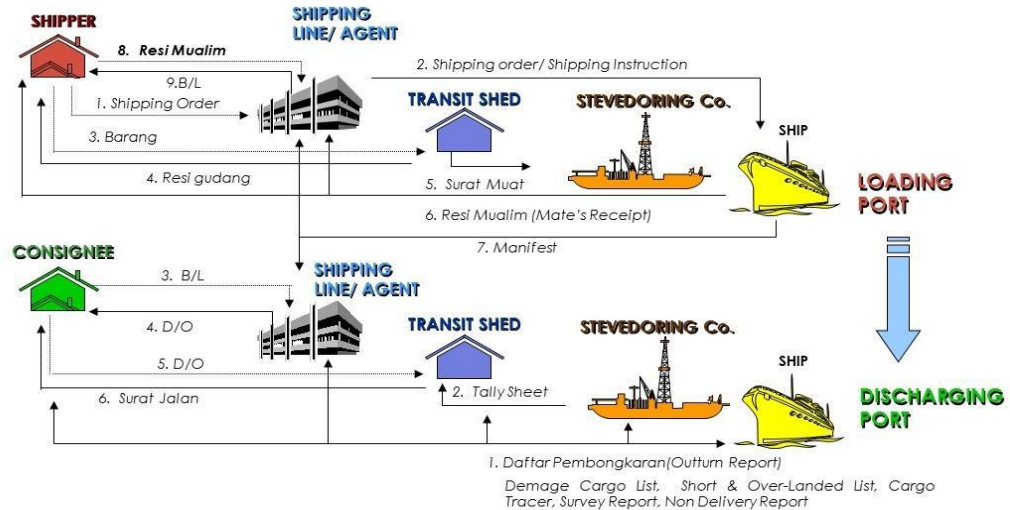 SHIPPER
SHIPPING
LINE/ AGENT
8. Resi Mualim
9.B/L
1. Shipping Order
2. Shipping order/ Shipping Instruction
TRANSIT SHED
STEVEDORING Co.
SHIP
3. Barang
4. Resi gudang
5. Surat Muat
6. Resi Mualim (Mate's Receipt)
LOADING
PORT
7. Manifest
CONSIGNEE
3. B/L
SHIPPING
LINE/ AGENT
4. D/O
TRANSIT SHED
STEVEDORING Co.
SHIP
5. D/O
2. Tally Sheet
6. Surat Jalan
DISCHARGING
PORT
1. Daftar Pembongkaran(Outturn Report)
Demage Cargo List, Short & Over-Landed List, Cargo
Tracer, Survey Report, Non Delivery Report